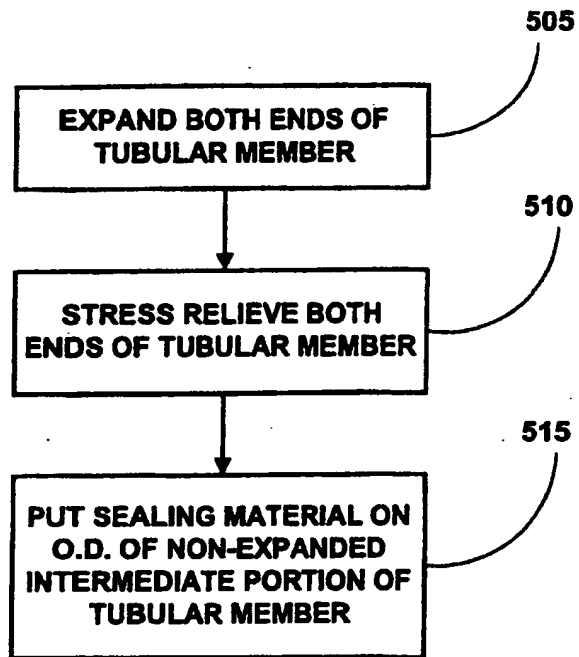 505
EXPAND BOTH ENDS OF
TUBULAR MEMBER
510
STRESS RELIEVE BOTH
ENDS OF TUBULAR MEMBER
515
PUT SEALING MATERIAL ON
O.D. OF NON-EXPANDED
INTERMEDIATE PORTION OF
TUBULAR MEMBER